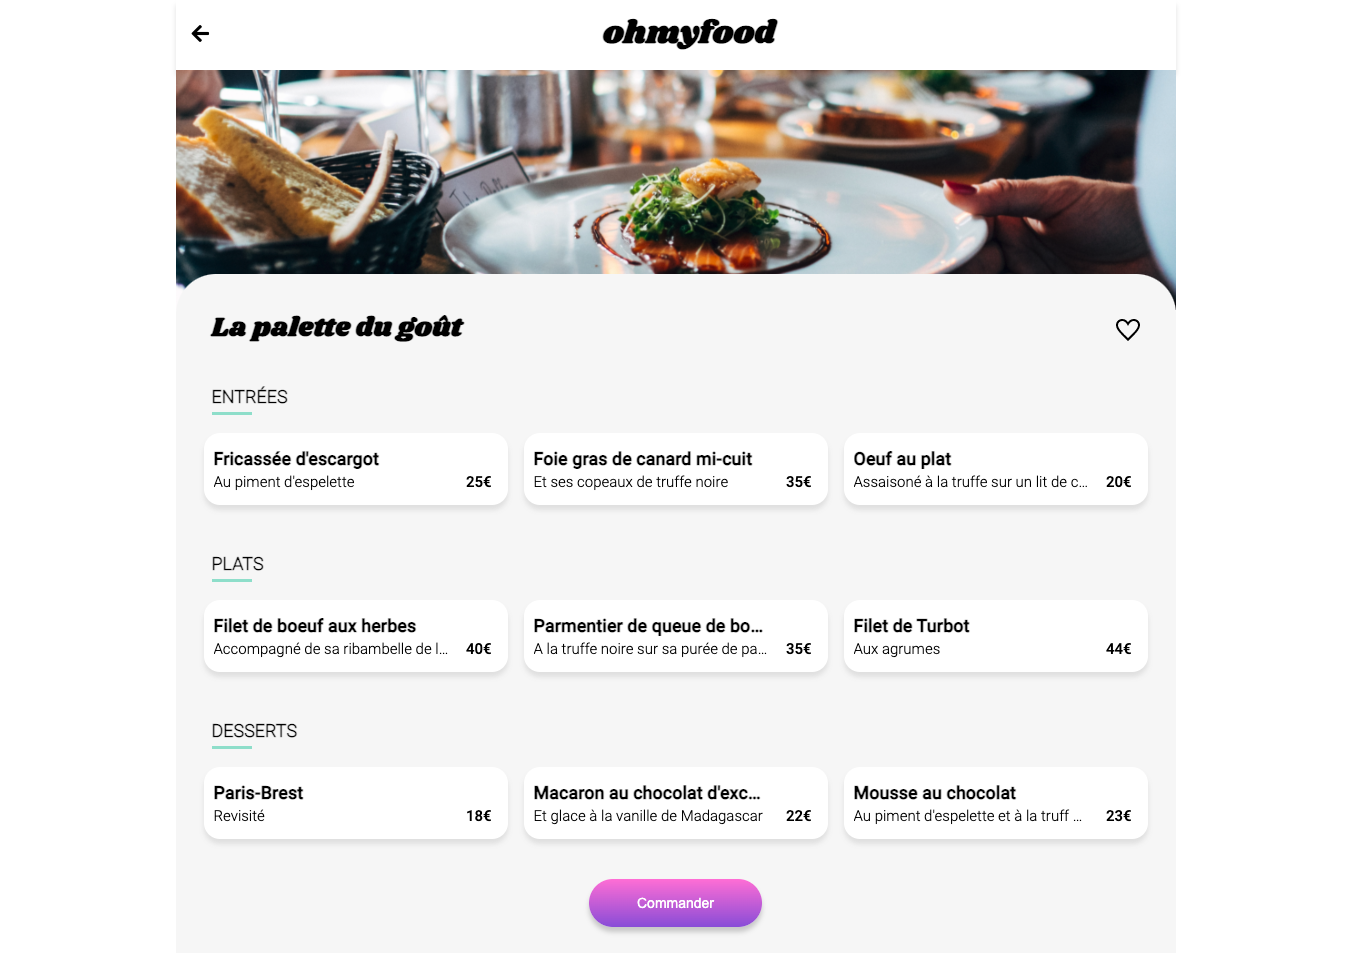 ohmyfood
La palette du goût
ENTRÉES
Fricassée d'escargot
Au piment d'espelette 25€
Foie gras de canard mi-cuit
Et ses copeaux de truffe noire 35€
Oeuf au plat
Assaisoné à la truffe sur un lit de c... 20€
PLATS
Filet de boeuf aux herbes
Accompagné de sa ribambelle de l... 40€
Parmentier de queue de bo...
A la truffe noire sur sa purée de pa... 35€
Filet de Turbot
Aux agrumes 44€
DESSERTS
Paris-Brest
Revisité 18€
Macaron au chocolat d'exc...
Et glace à la vanille de Madagascar 22€
Mousse au chocolat
Au piment d'espelette et à la truff ... 23€
Commander